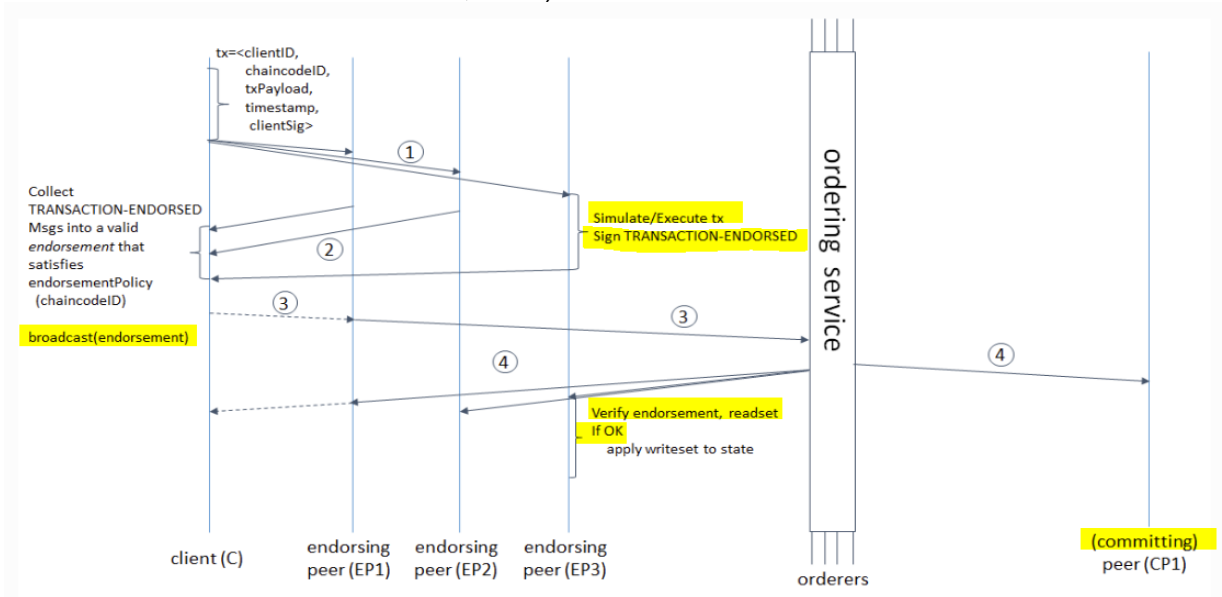 tx=<clientID,
chaincodeID,
txPayload,
timestamp,
clientSig>
1
Collect
TRANSACTION-ENDORSED
Msgs into a valid
endorsement that
satisfies
endorsementPolicy
(chaincodeID)
Simulate/Execute tx
Sign TRANSACTION-ENDORSED
2
3
broadcast(endorsement)
3
ordering service
4
4
Verify endorsement, readset
If OK
apply writeset to state
client (C)
endorsing
peer (EP1)
endorsing
peer (EP2)
endorsing
peer (EP3)
orderers
(committing)
peer (CP1)